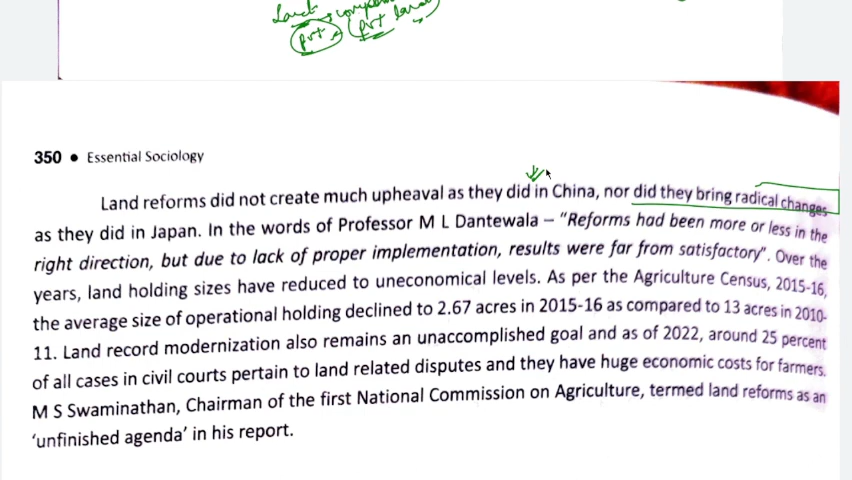 Land
pvt pvt land
350 • Essential Sociology
Land reforms did not create much upheaval as they did in China, nor did they bring radical changes
as they did in Japan. In the words of Professor M L Dantewala – "Reforms had been more or less in the
right direction, but due to lack of proper implementation, results were far from satisfactory". Over the
years, land holding sizes have reduced to uneconomical levels. As per the Agriculture Census, 2015-16,
the average size of operational holding declined to 2.67 acres in 2015-16 as compared to 13 acres in 2010-
11. Land record modernization also remains an unaccomplished goal and as of 2022, around 25 percent
of all cases in civil courts pertain to land related disputes and they have huge economic costs for farmers.
M S Swaminathan, Chairman of the first National Commission on Agriculture, termed land reforms as an
'unfinished agenda' in his report.